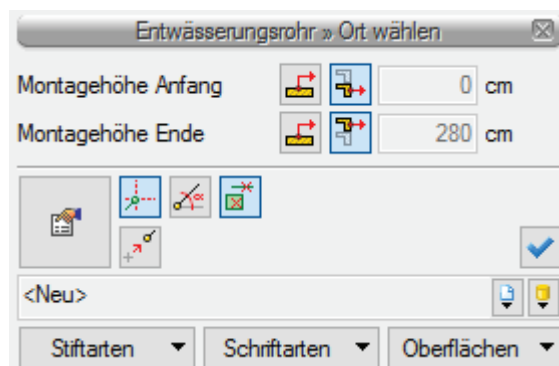 Entwässerungsrohr » Ort wählen
Montagehöhe Anfang 0 cm
Montagehöhe Ende 280 cm
<Neu>
Stiftarten Schriftarten Oberflächen